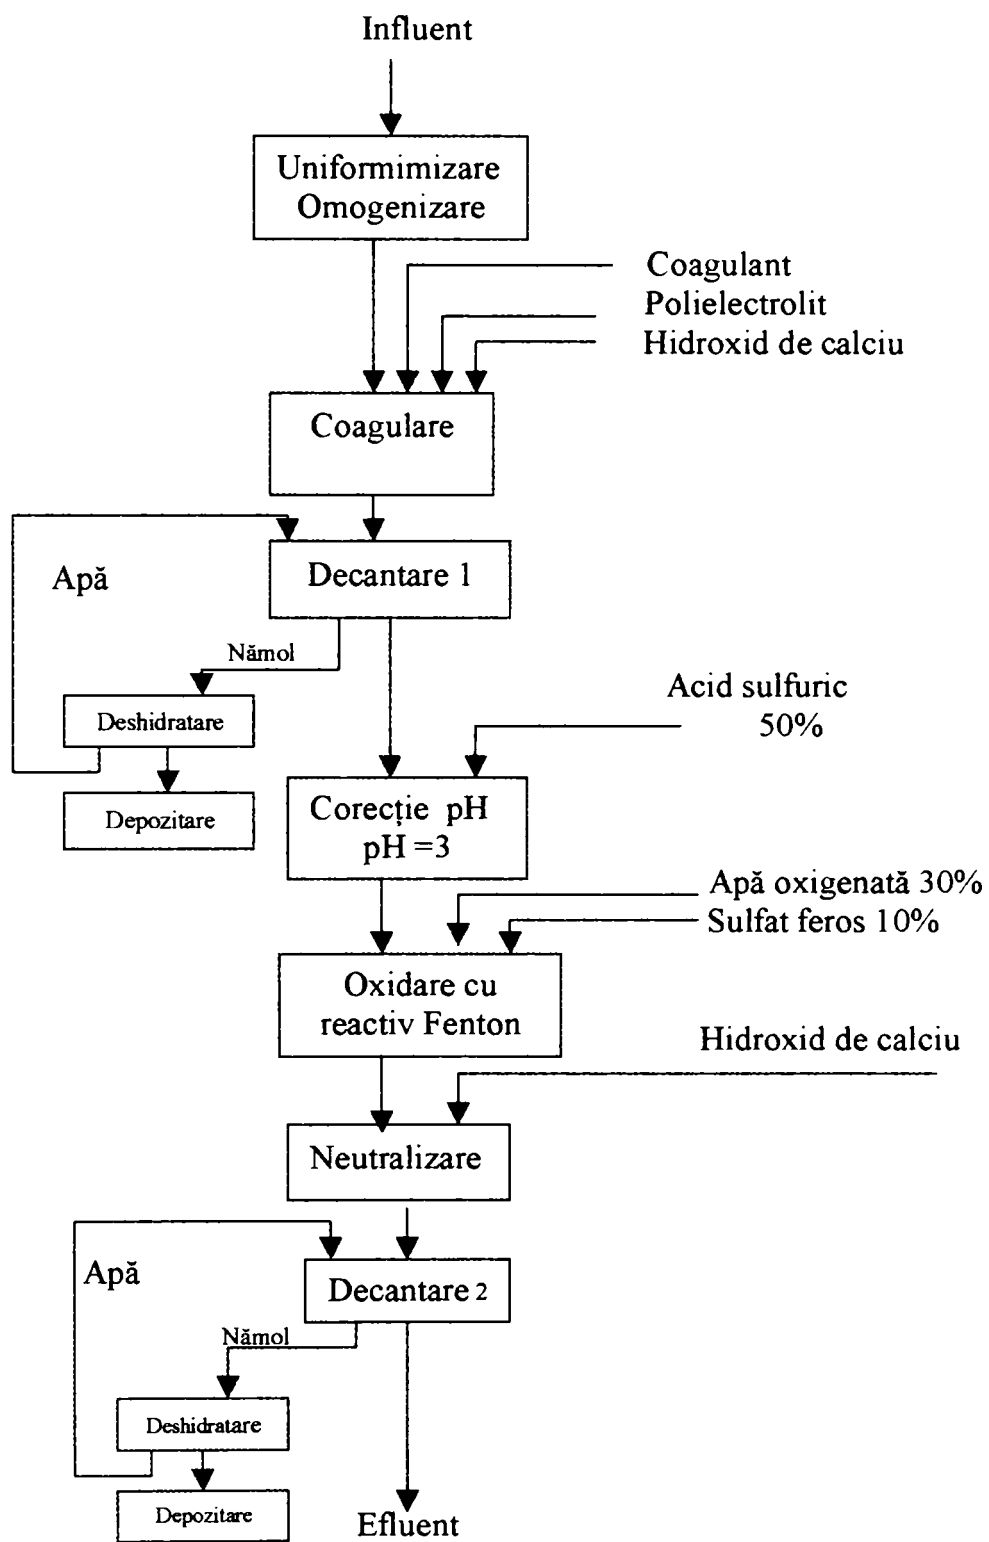 Influent
Uniformimizare
Omogenizare
Coagulant
Polielectrolit
Hidroxid de calciu
Coagulare
Apă
Decantare 1
Nămol
Deshidratare
Depozitare
Acid sulfuric
50%
Corecție pH
pH =3
Apă oxigenată 30%
Sulfat feros 10%
Oxidare cu
reactiv Fenton
Hidroxid de calciu
Neutralizare
Apă
Decantare 2
Nămol
Deshidratare
Depozitare
Efluent